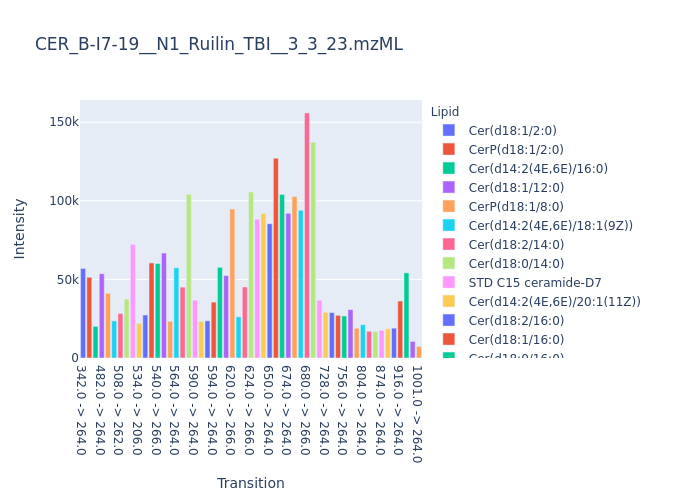 CER_B-I7-19__N1_Ruilin_TBI__3_3_23.mzML
Lipid
Cer(d18:1/2:0)
CerP(d18:1/2:0)
Cer(d14:2(4E,6E)/16:0)
Cer(d18:1/12:0)
CerP(d18:1/8:0)
Cer(d14:2(4E,6E)/18:1(9Z))
Cer(d18:2/14:0)
Cer(d18:0/14:0)
STD C15 ceramide-D7
Cer(d14:2(4E,6E)/20:1(11Z))
Cer(d18:2/16:0)
Cer(d18:1/16:0)
Cer(d18:0/16:0)
150k
100k
50k
0
Intensity
342.0 -> 264.0
482.0 -> 264.0
508.0 -> 262.0
534.0 -> 206.0
540.0 -> 266.0
564.0 -> 264.0
590.0 -> 264.0
594.0 -> 264.0
620.0 -> 266.0
624.0 -> 266.0
650.0 -> 264.0
674.0 -> 264.0
680.0 -> 266.0
728.0 -> 264.0
756.0 -> 264.0
804.0 -> 264.0
874.0 -> 264.0
916.0 -> 264.0
1001.0 -> 264.0
Transition